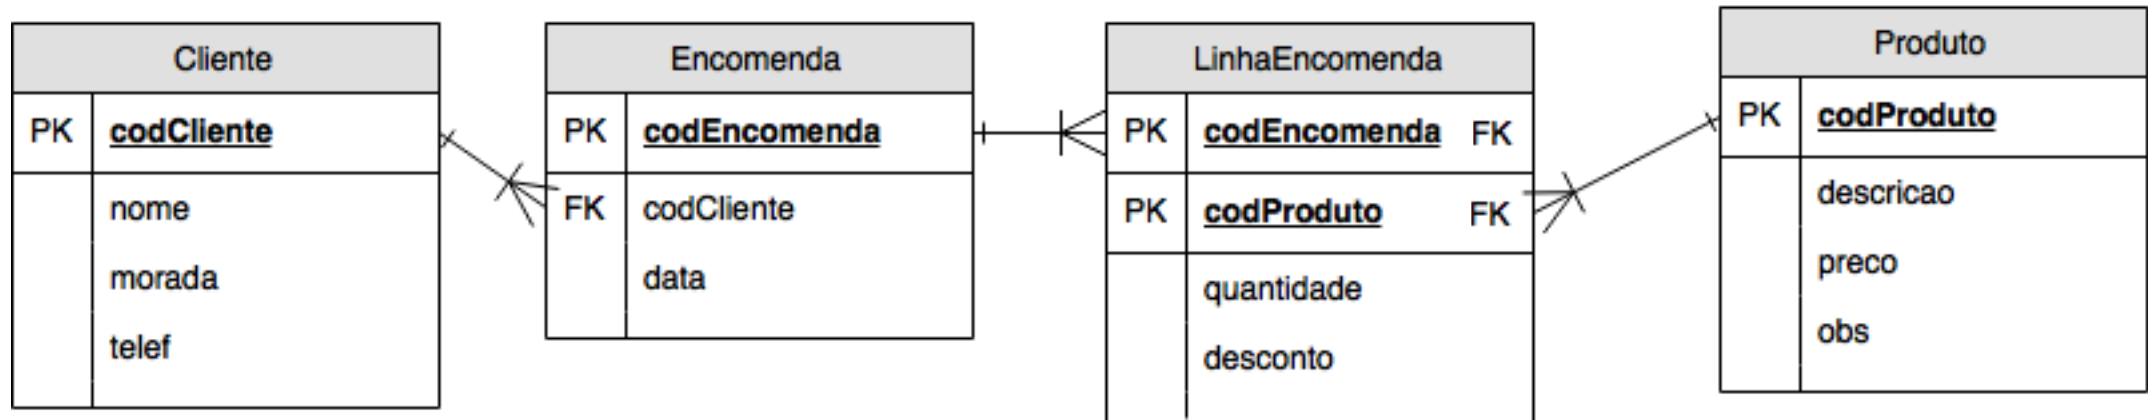 Cliente
PK codCliente
nome
morada
telef
Encomenda
PK codEncomenda
FK codCliente
data
LinhaEncomenda
PK codEncomenda FK
PK codProduto FK
quantidade
desconto
Produto
PK codProduto
descricao
preco
obs